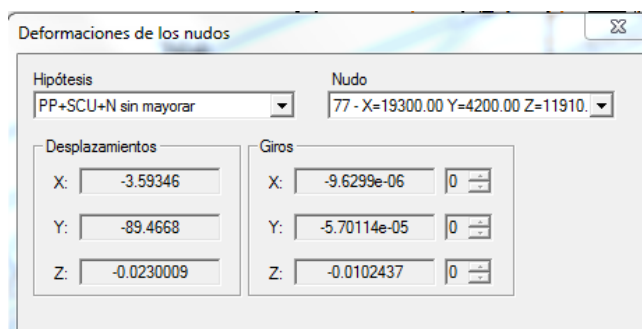 Deformaciones de los nudos
Hipótesis Nudo
PP+SCU+N sin mayorar 77 - X=19300.00 Y=4200.00 Z=11910.
Desplazamientos Giros
X: -3.59346 X: -9.6299e-06 0
Y: -89.4668 Y: -5.70114e-05 0
Z: -0.0230009 Z: -0.0102437 0